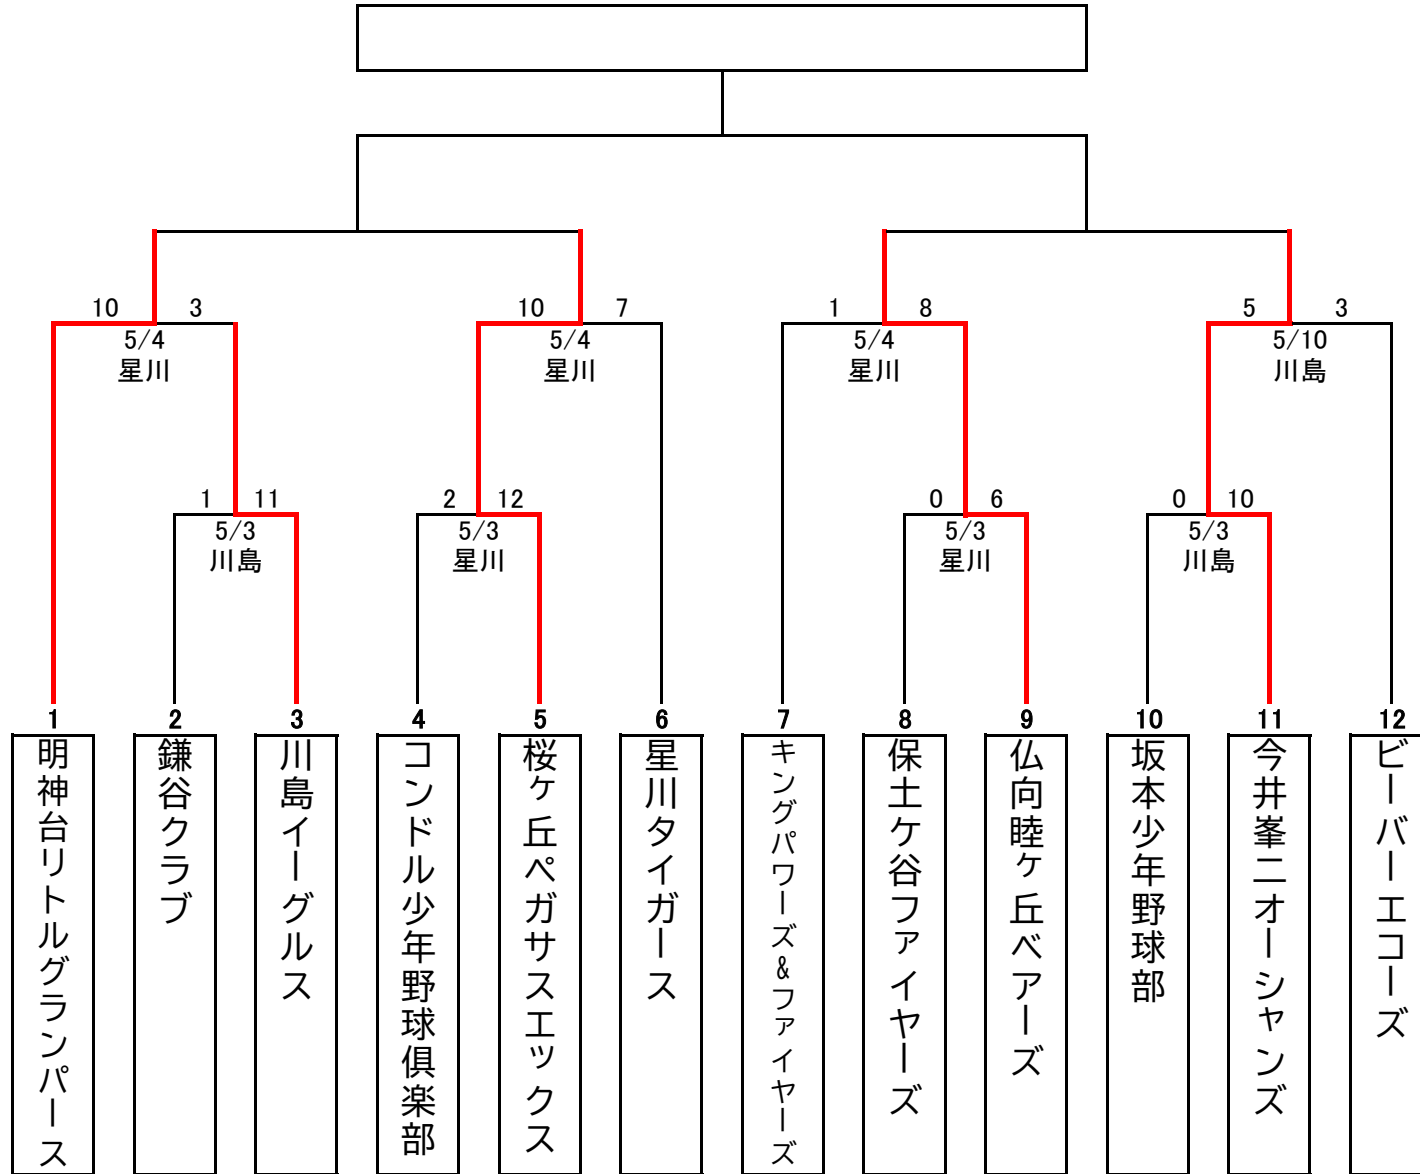 10 3 10 7 1 8 5 3
5/4 5/4 5/4 5/10
星川 星川 星川 川島
1 11 2 12 0 6 0 10
5/3 5/3 5/3 5/3
川島 星川 星川 川島
1 2 3 4 5 6 7 8 9 10 11 12
明神台リトルグランパース
鎌谷クラブ
川島イーグルス
コンドル少年野球倶楽部
桜ケ丘ペガサスエックス
星川タイガース
キングパワーズ&ファイヤーズ
保土ケ谷ファイヤーズ
仏向睦ケ丘ベアーズ
坂本少年野球部
今井峯二オーシャンズ
ビーバーエコーズ